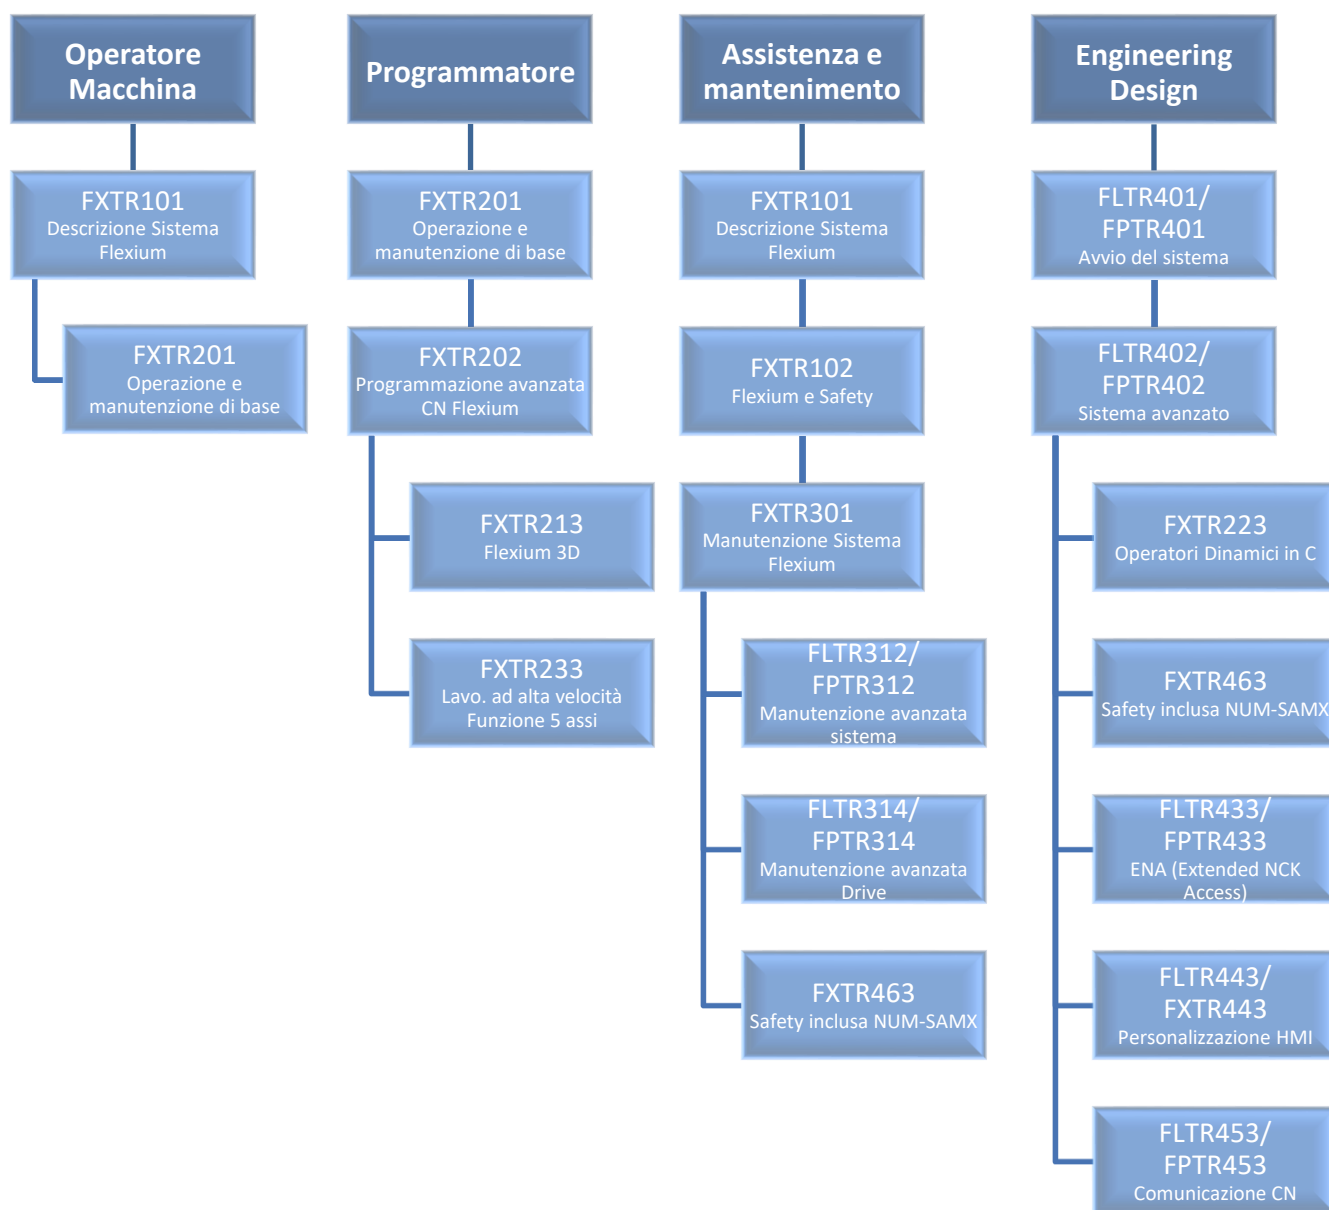 Operatore
Macchina
FXTR101
Descrizione Sistema
Flexium
FXTR201
Operazione e
manutenzione di base
Programmatore
FXTR201
Operazione e
manutenzione di base
FXTR202
Programmazione avanzata
CN Flexium
FXTR213
Flexium 3D
FXTR233
Lavo. ad alta velocità
Funzione 5 assi
Assistenza e
mantenimento
FXTR101
Descrizione Sistema
Flexium
FXTR102
Flexium e Safety
FXTR301
Manutenzione Sistema
Flexium
FLTR312/
FPTR312
Manutenzione avanzata
sistema
FLTR314/
FPTR314
Manutenzione avanzata
Drive
FXTR463
Safety inclusa NUM-SAMX
Engineering
Design
FLTR401/
FPTR401
Avvio del sistema
FLTR402/
FPTR402
Sistema avanzato
FXTR223
Operatori Dinamici in C
FXTR463
Safety inclusa NUM-SAMX
FLTR433/
FPTR433
ENA (Extended NCK
Access)
FLTR443/
FXTR443
Personalizzazione HMI
FLTR453/
FPTR453
Comunicazione CN